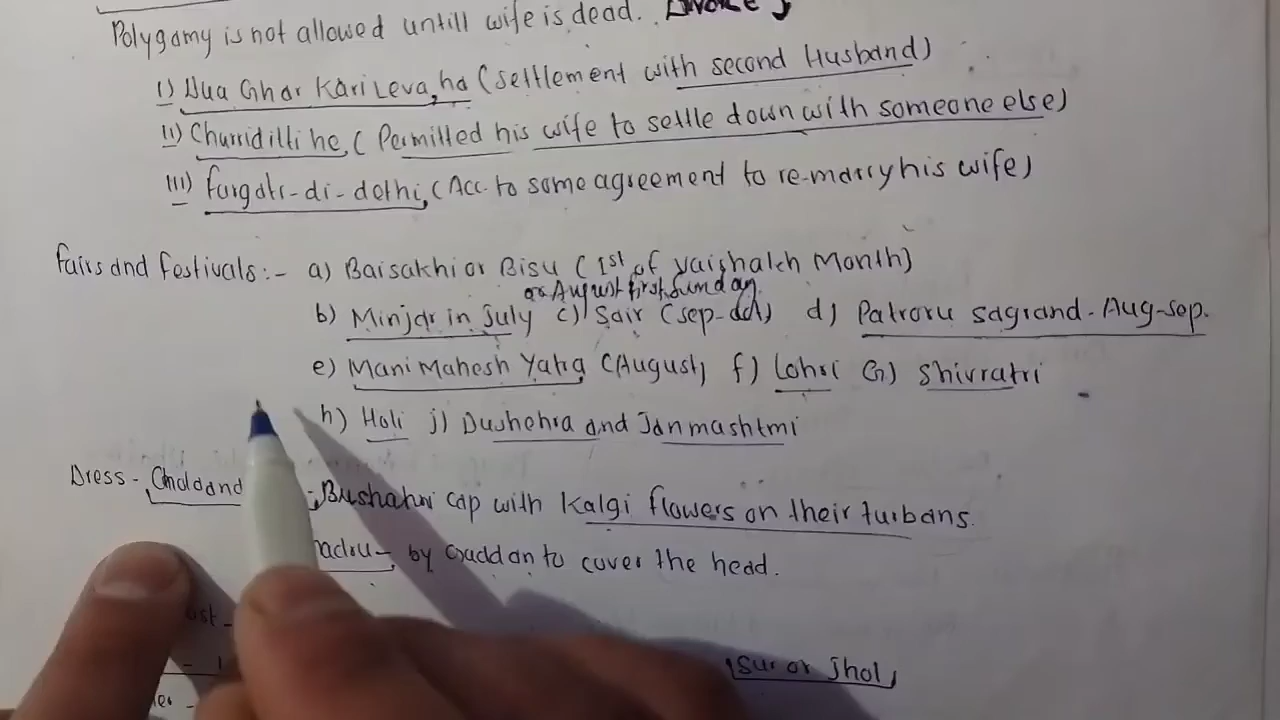 Polygamy is not allowed untill wife is dead.
i) Dua Ghar Kari Leva, ha (settlement with second Husband)
ii) Churridilti he, (Permitted his wife to settle down with someone else)
iii) fargati-di-dethi, (Acc. to some agreement to re-marry his wife)
Fairs and Festivals:- a) Baisakhi or Bisu (1st of Vaishakh Month)
or August first Sunday
b) Minjar in July c) Sair (sep-oct) d) Patroru sagrand - Aug-sep.
e) Mani Mahesh Yatra (August) f) Lohri G) Shivratri
h) Holi j) Dushehra and Janmashtmi
Dress - Chola and Bushahri cap with Kalgi flowers on their turbans.
by Gaddan to cover the head.
Sur or Jhol